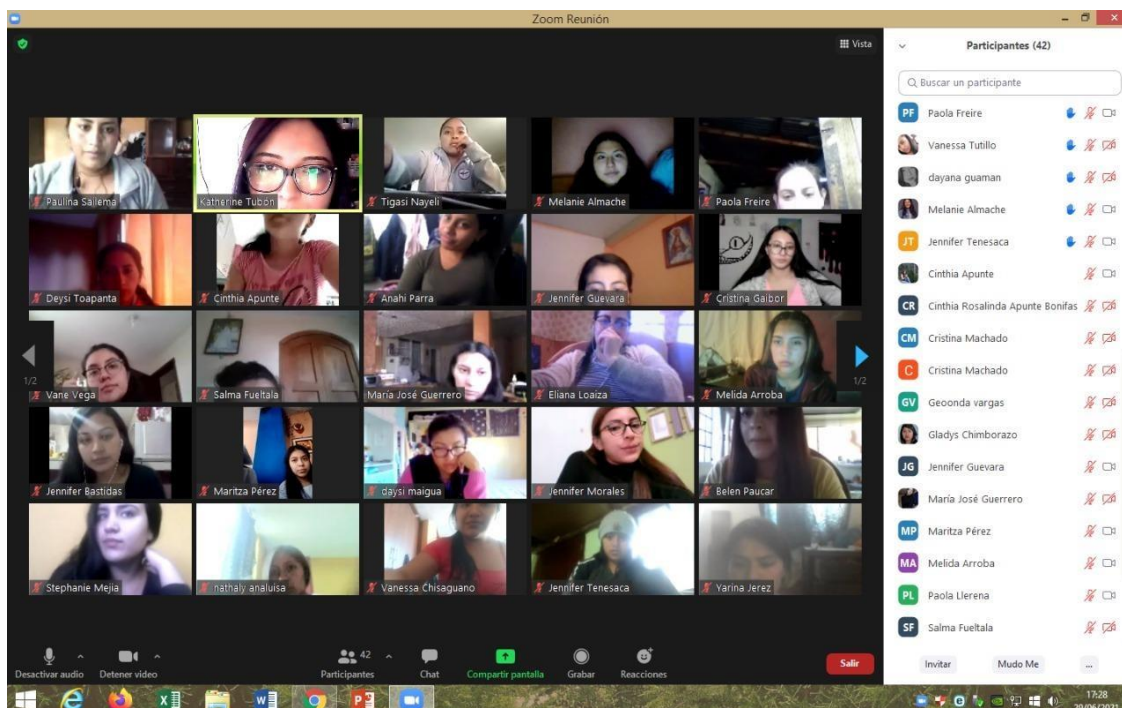 Zoom Reunión
Vista
Paulina Sailema
Katherine Tubón
Tigasi Nayeli
Melanie Almache
Paola Freire
Deysi Toapanta
Cinthia Apunte
Anahi Parra
Jennifer Guevara
Cristina Gaibor
1/2
1/2
Vane Vega
Salma Fueltala
María José Guerrero
Eliana Loaiza
Melida Arroba
Jennifer Bastidas
Maritza Pérez
daysi maigua
Jennifer Morales
Belen Paucar
Stephanie Mejia
nathaly analuisa
Vanessa Chisaguano
Jennifer Tenesaca
Yarina Jerez
Desactivar audio
Detener video
42
Participantes
Chat
Compartir pantalla
Grabar
Reacciones
Salir
Participantes (42)
Buscar un participante
PF Paola Freire
Vanessa Tutillo
dayana guaman
Melanie Almache
JT Jennifer Tenesaca
Cinthia Apunte
CR Cinthia Rosalinda Apunte Bonifas
CM Cristina Machado
C Cristina Machado
GV Geoonda vargas
Gladys Chimborazo
JG Jennifer Guevara
María José Guerrero
MP Maritza Pérez
MA Melida Arroba
PL Paola Llerena
SF Salma Fueltala
Invitar
Mudo Me
...
17:28
29/06/2021